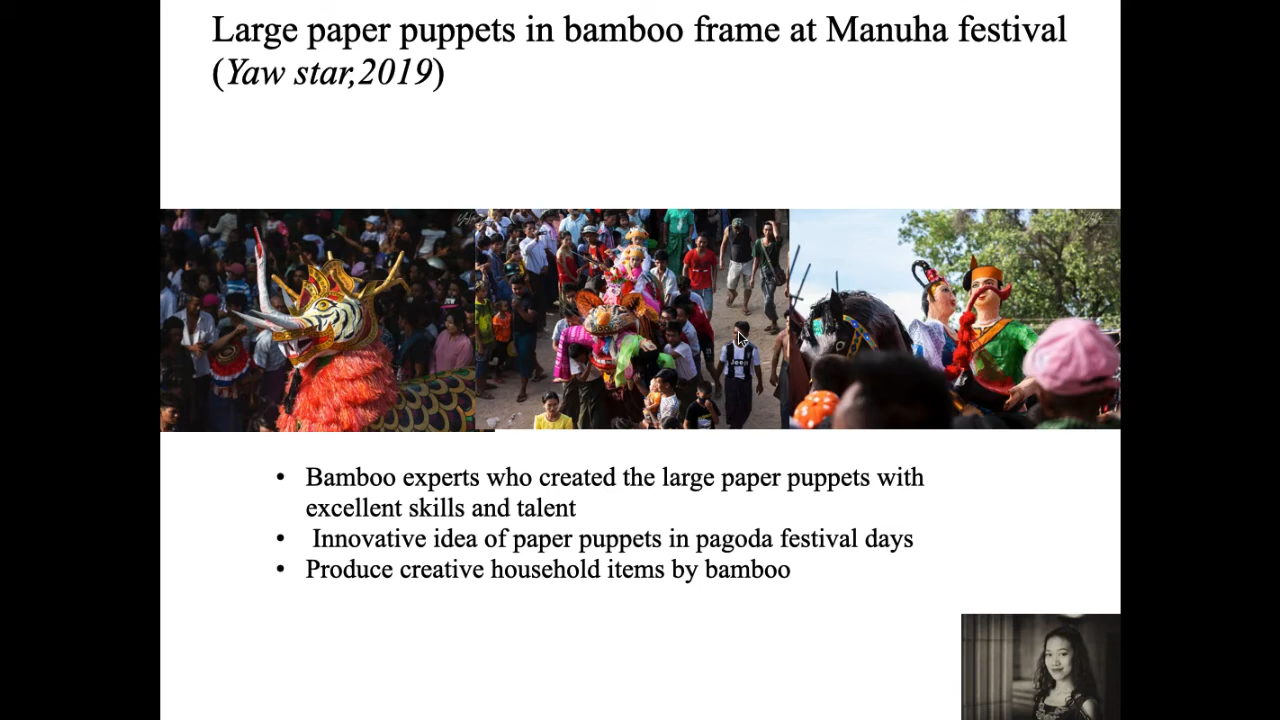 Large paper puppets in bamboo frame at Manuha festival
(Yaw star,2019)
• Bamboo experts who created the large paper puppets with
excellent skills and talent
• Innovative idea of paper puppets in pagoda festival days
• Produce creative household items by bamboo